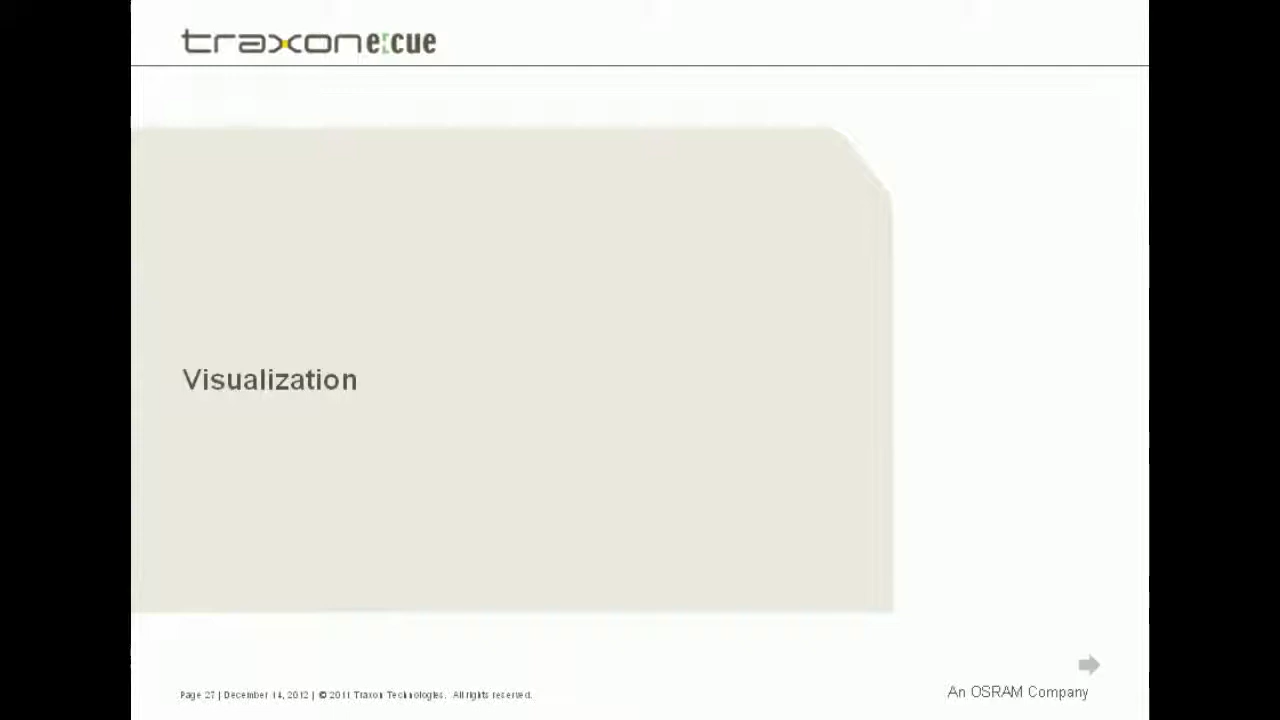 traxon e:cue
Visualization
Page 27 | December 14, 2012 | © 2011 Traxon Technologies. All rights reserved.
An OSRAM Company